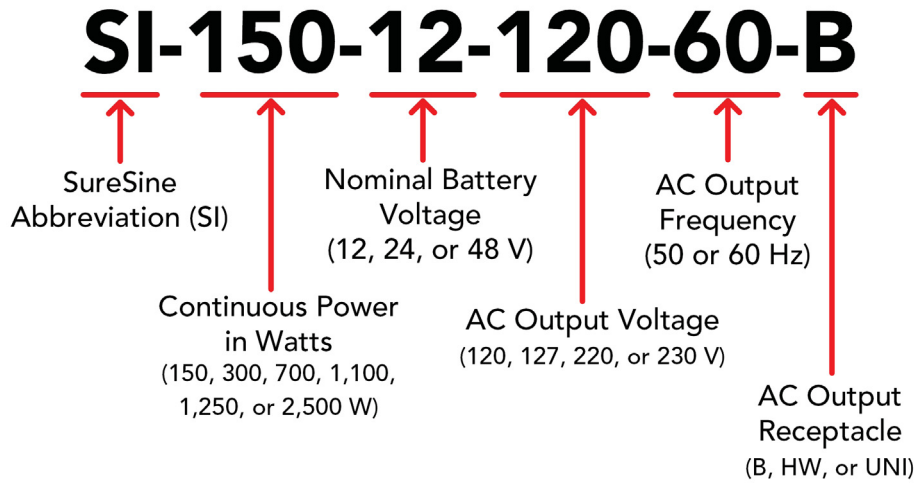 SI-150-12-120-60-B
SureSine
Abbreviation (SI)
Continuous Power
in Watts
(150, 300, 700, 1,100,
1,250, or 2,500 W)
Nominal Battery
Voltage
(12, 24, or 48 V)
AC Output Voltage
(120, 127, 220, or 230 V)
AC Output
Frequency
(50 or 60 Hz)
AC Output
Receptacle
(B, HW, or UNI)